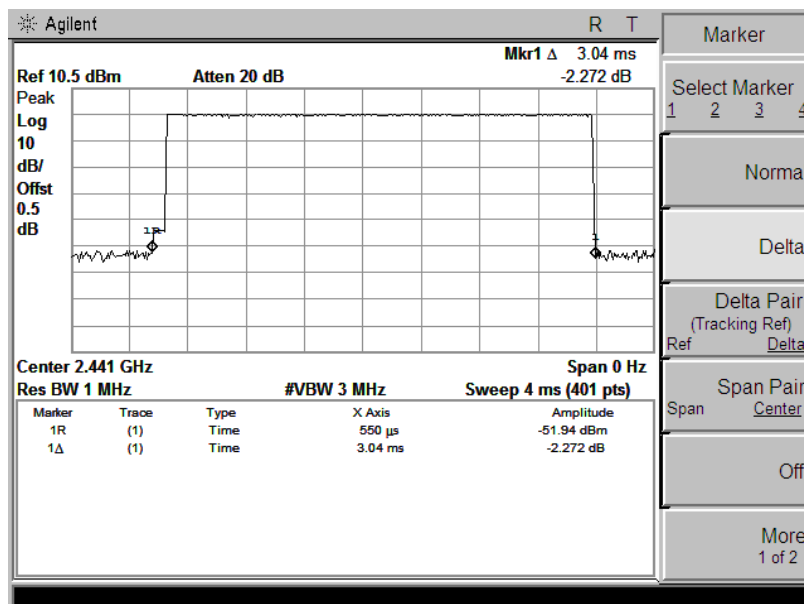 Agilent R T
Mkr1 Δ 3.04 ms
Ref 10.5 dBm Atten 20 dB -2.272 dB
Peak
Log
10
dB/
Offset
0.5
dB
1R
1
Center 2.441 GHz Span 0 Hz
Res BW 1 MHz #VBW 3 MHz Sweep 4 ms (401 pts)
Marker Trace Type X Axis Amplitude
1R (1) Time 550 µs -51.94 dBm
1Δ (1) Time 3.04 ms -2.272 dB
Marker
Select Marker
1 2 3 4
Norma
Delta
Delta Pair
(Tracking Ref)
Ref Delta
Span Pair
Span Center
Off
More
1 of 2